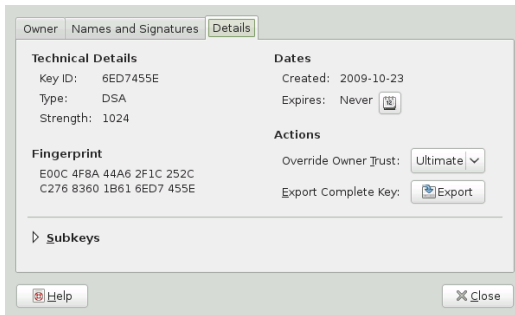 Owner Names and Signatures Details
Technical Details
Key ID: 6ED7455E
Type: DSA
Strength: 1024
Fingerprint
E00C 4F8A 44A6 2F1C 252C
C276 8360 1B61 6ED7 455E
Dates
Created: 2009-10-23
Expires: Never
Actions
Override Owner Trust: Ultimate
Export Complete Key: Export
Subkeys
Help
Close